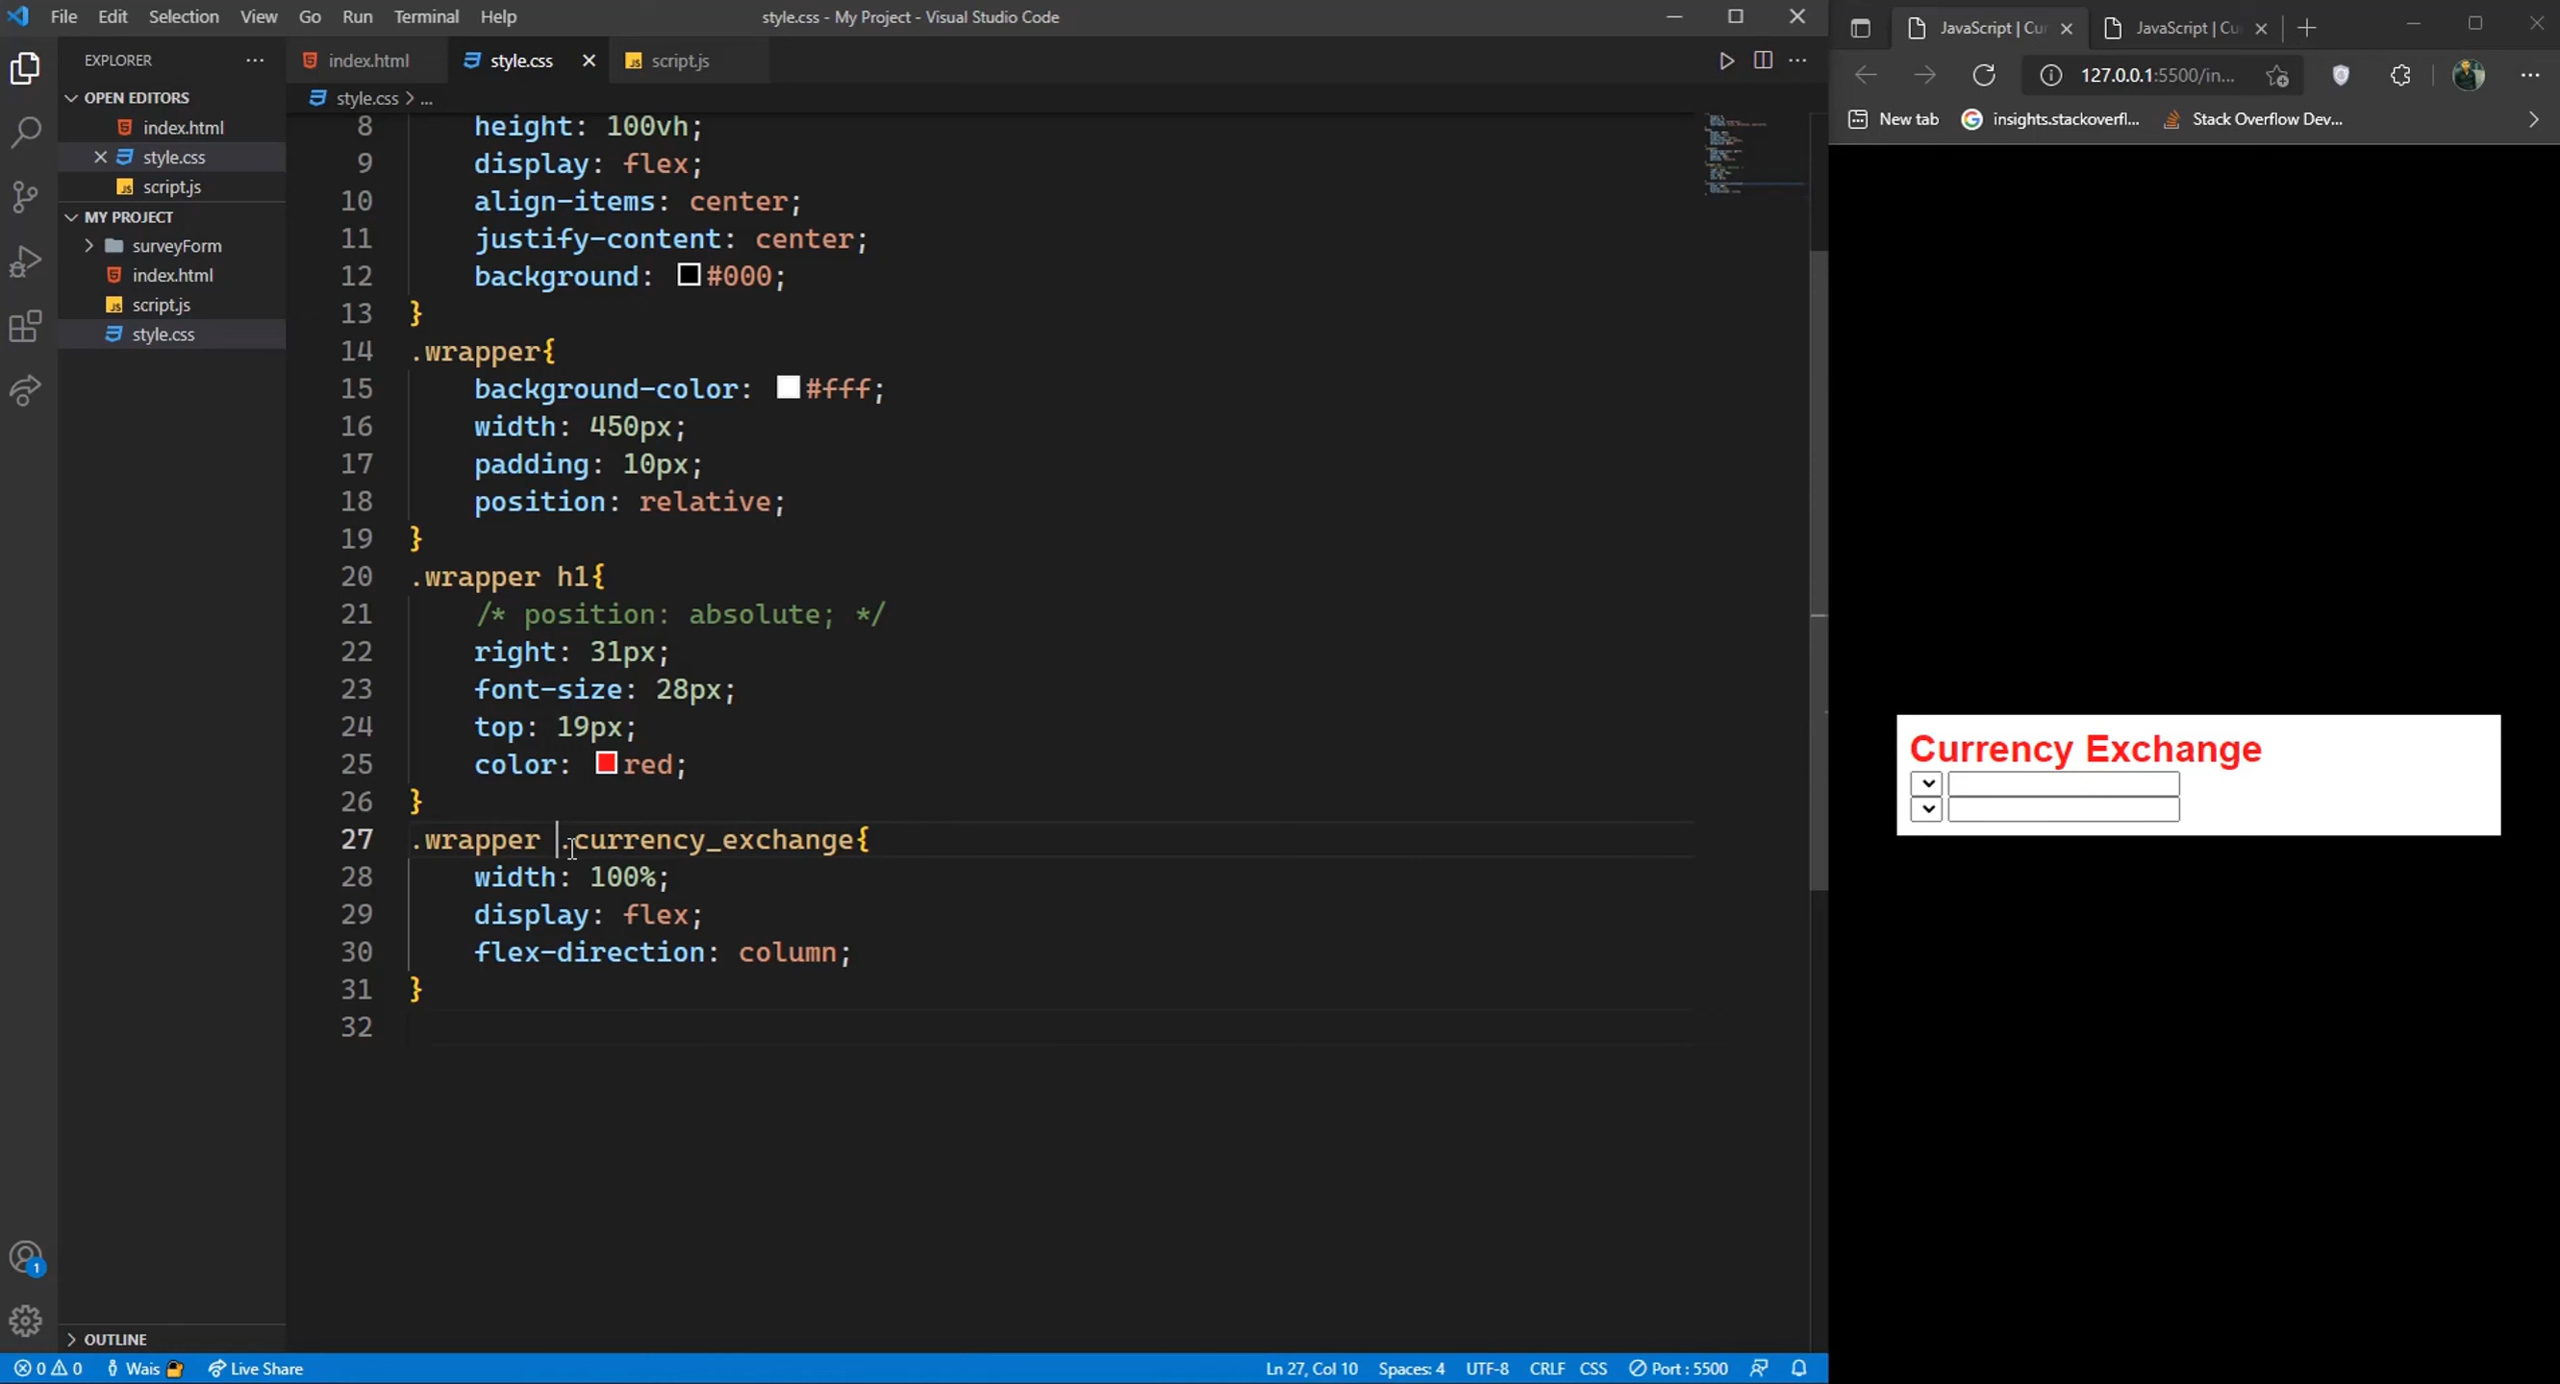 File Edit Selection View Go Run Terminal Help
style.css - My Project - Visual Studio Code
EXPLORER
OPEN EDITORS
index.html
style.css
script.js
MY PROJECT
surveyForm
index.html
script.js
style.css
OUTLINE
index.html style.css script.js
style.css > ...
8 height: 100vh;
9 display: flex;
10 align-items: center;
11 justify-content: center;
12 background: #000;
13 }
14 .wrapper{
15 background-color: #fff;
16 width: 450px;
17 padding: 10px;
18 position: relative;
19 }
20 .wrapper h1{
21 /* position: absolute; */
22 right: 31px;
23 font-size: 28px;
24 top: 19px;
25 color: red;
26 }
27 .wrapper .currency_exchange{
28 width: 100%;
29 display: flex;
30 flex-direction: column;
31 }
32
1
0 0 Wais Live Share
Ln 27, Col 10 Spaces: 4 UTF-8 CRLF CSS Port : 5500
JavaScript | Cur JavaScript | Cu
127.0.0.1:5500/in...
New tab insights.stackoverfl... Stack Overflow Dev...
Currency Exchange